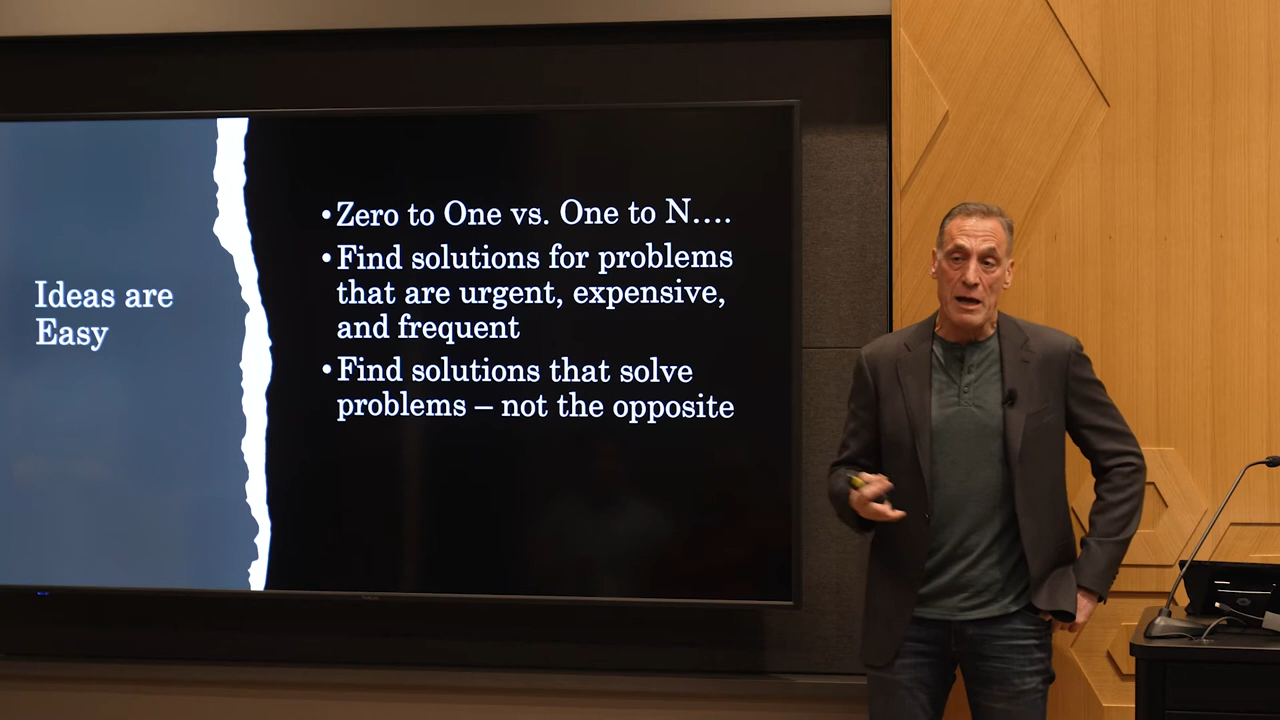 Ideas are
Easy
•Zero to One vs. One to N....
•Find solutions for problems
that are urgent, expensive,
and frequent
•Find solutions that solve
problems – not the opposite